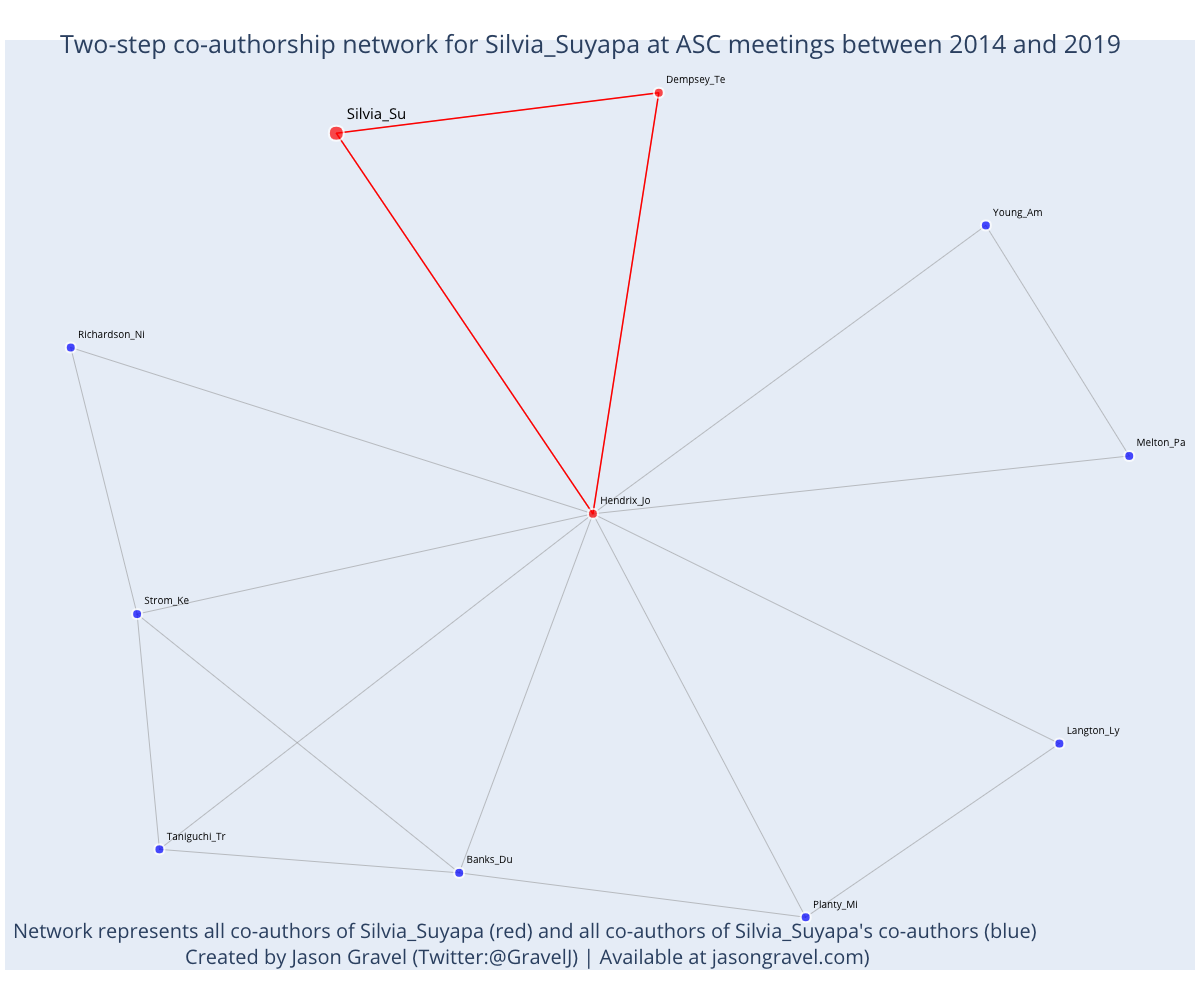 Two-step co-authorship network for Silvia_Suyapa at ASC meetings between 2014 and 2019
Dempsey_Te
Silvia_Su
Young_Am
Richardson_Ni
Melton_Pa
Hendrix_Jo
Strom_Ke
Langton_Ly
Taniguchi_Tr
Banks_Du
Planty_Mi
Network represents all co-authors of Silvia_Suyapa (red) and all co-authors of Silvia_Suyapa's co-authors (blue)
Created by Jason Gravel (Twitter:@GravelJ) | Available at jasongravel.com)